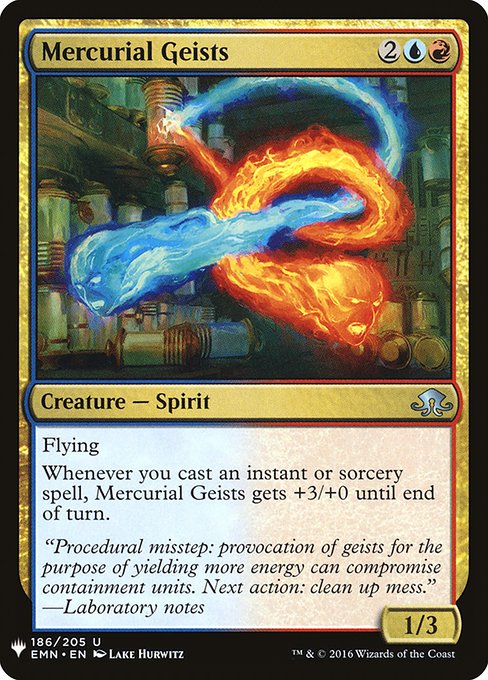 Mercurial Geists 2
Creature — Spirit
Flying
Whenever you cast an instant or sorcery
spell, Mercurial Geists gets +3/+0 until end
of turn.
“Procedural misstep: provocation of geists for the
purpose of yielding more energy can compromise
containment units. Next action: clean up mess.”
—Laboratory notes
1/3
186/205 U
EMN • EN Lake Hurwitz
™ & © 2016 Wizards of the Coast